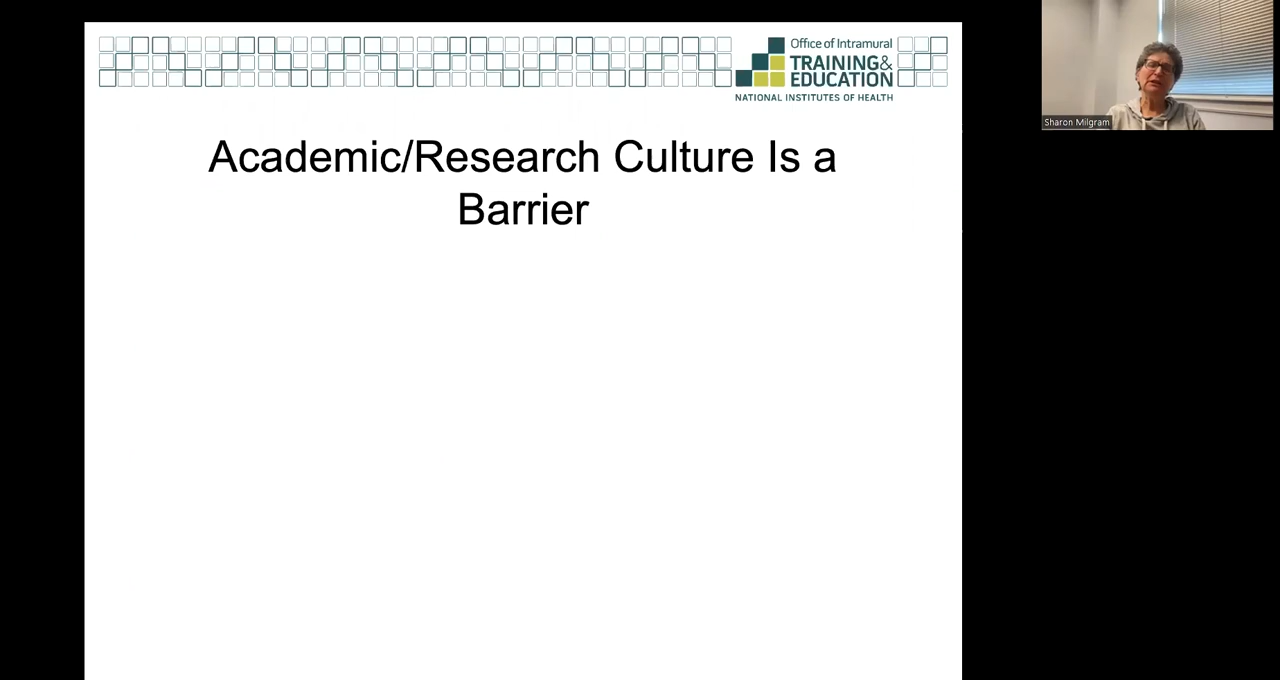 Office of Intramural
TRAINING&
EDUCATION
NATIONAL INSTITUTES OF HEALTH
Academic/Research Culture Is a
Barrier
Sharon Milgram